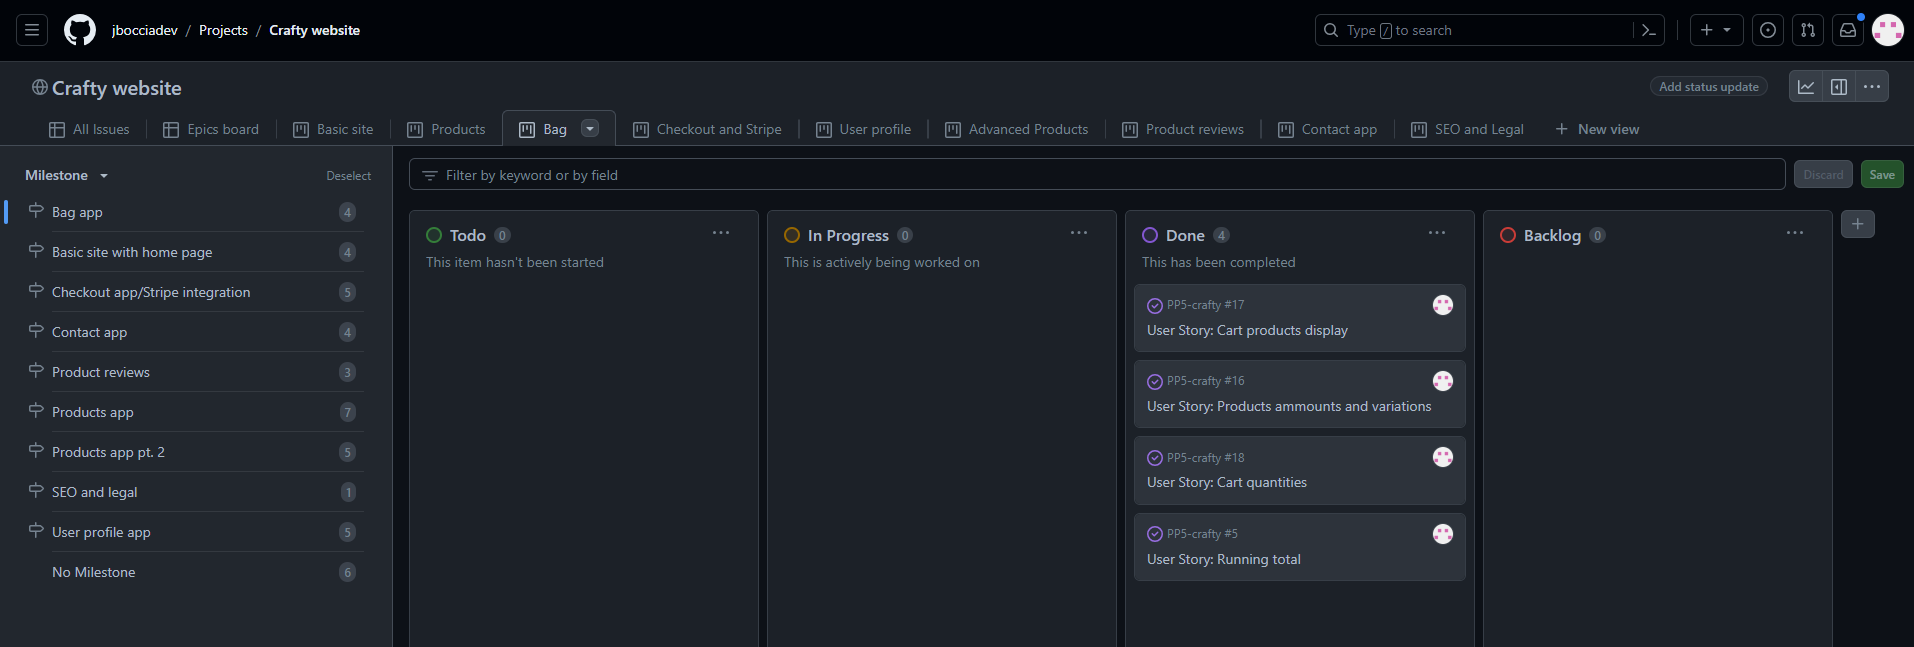 jbocciadev / Projects / Crafty website
Type / to search
Crafty website
Add status update
All Issues
Epics board
Basic site
Products
Bag
Checkout and Stripe
User profile
Advanced Products
Product reviews
Contact app
SEO and Legal
New view
Milestone
Deselect
Bag app 4
Basic site with home page 4
Checkout app/Stripe integration 5
Contact app 4
Product reviews 3
Products app 7
Products app pt. 2 5
SEO and legal 1
User profile app 5
No Milestone 6
Filter by keyword or by field
Discard
Save
Todo 0
This item hasn't been started
In Progress 0
This is actively being worked on
Done 4
This has been completed
PP5-crafty #17
User Story: Cart products display
PP5-crafty #16
User Story: Products ammounts and variations
PP5-crafty #18
User Story: Cart quantities
PP5-crafty #5
User Story: Running total
Backlog 0